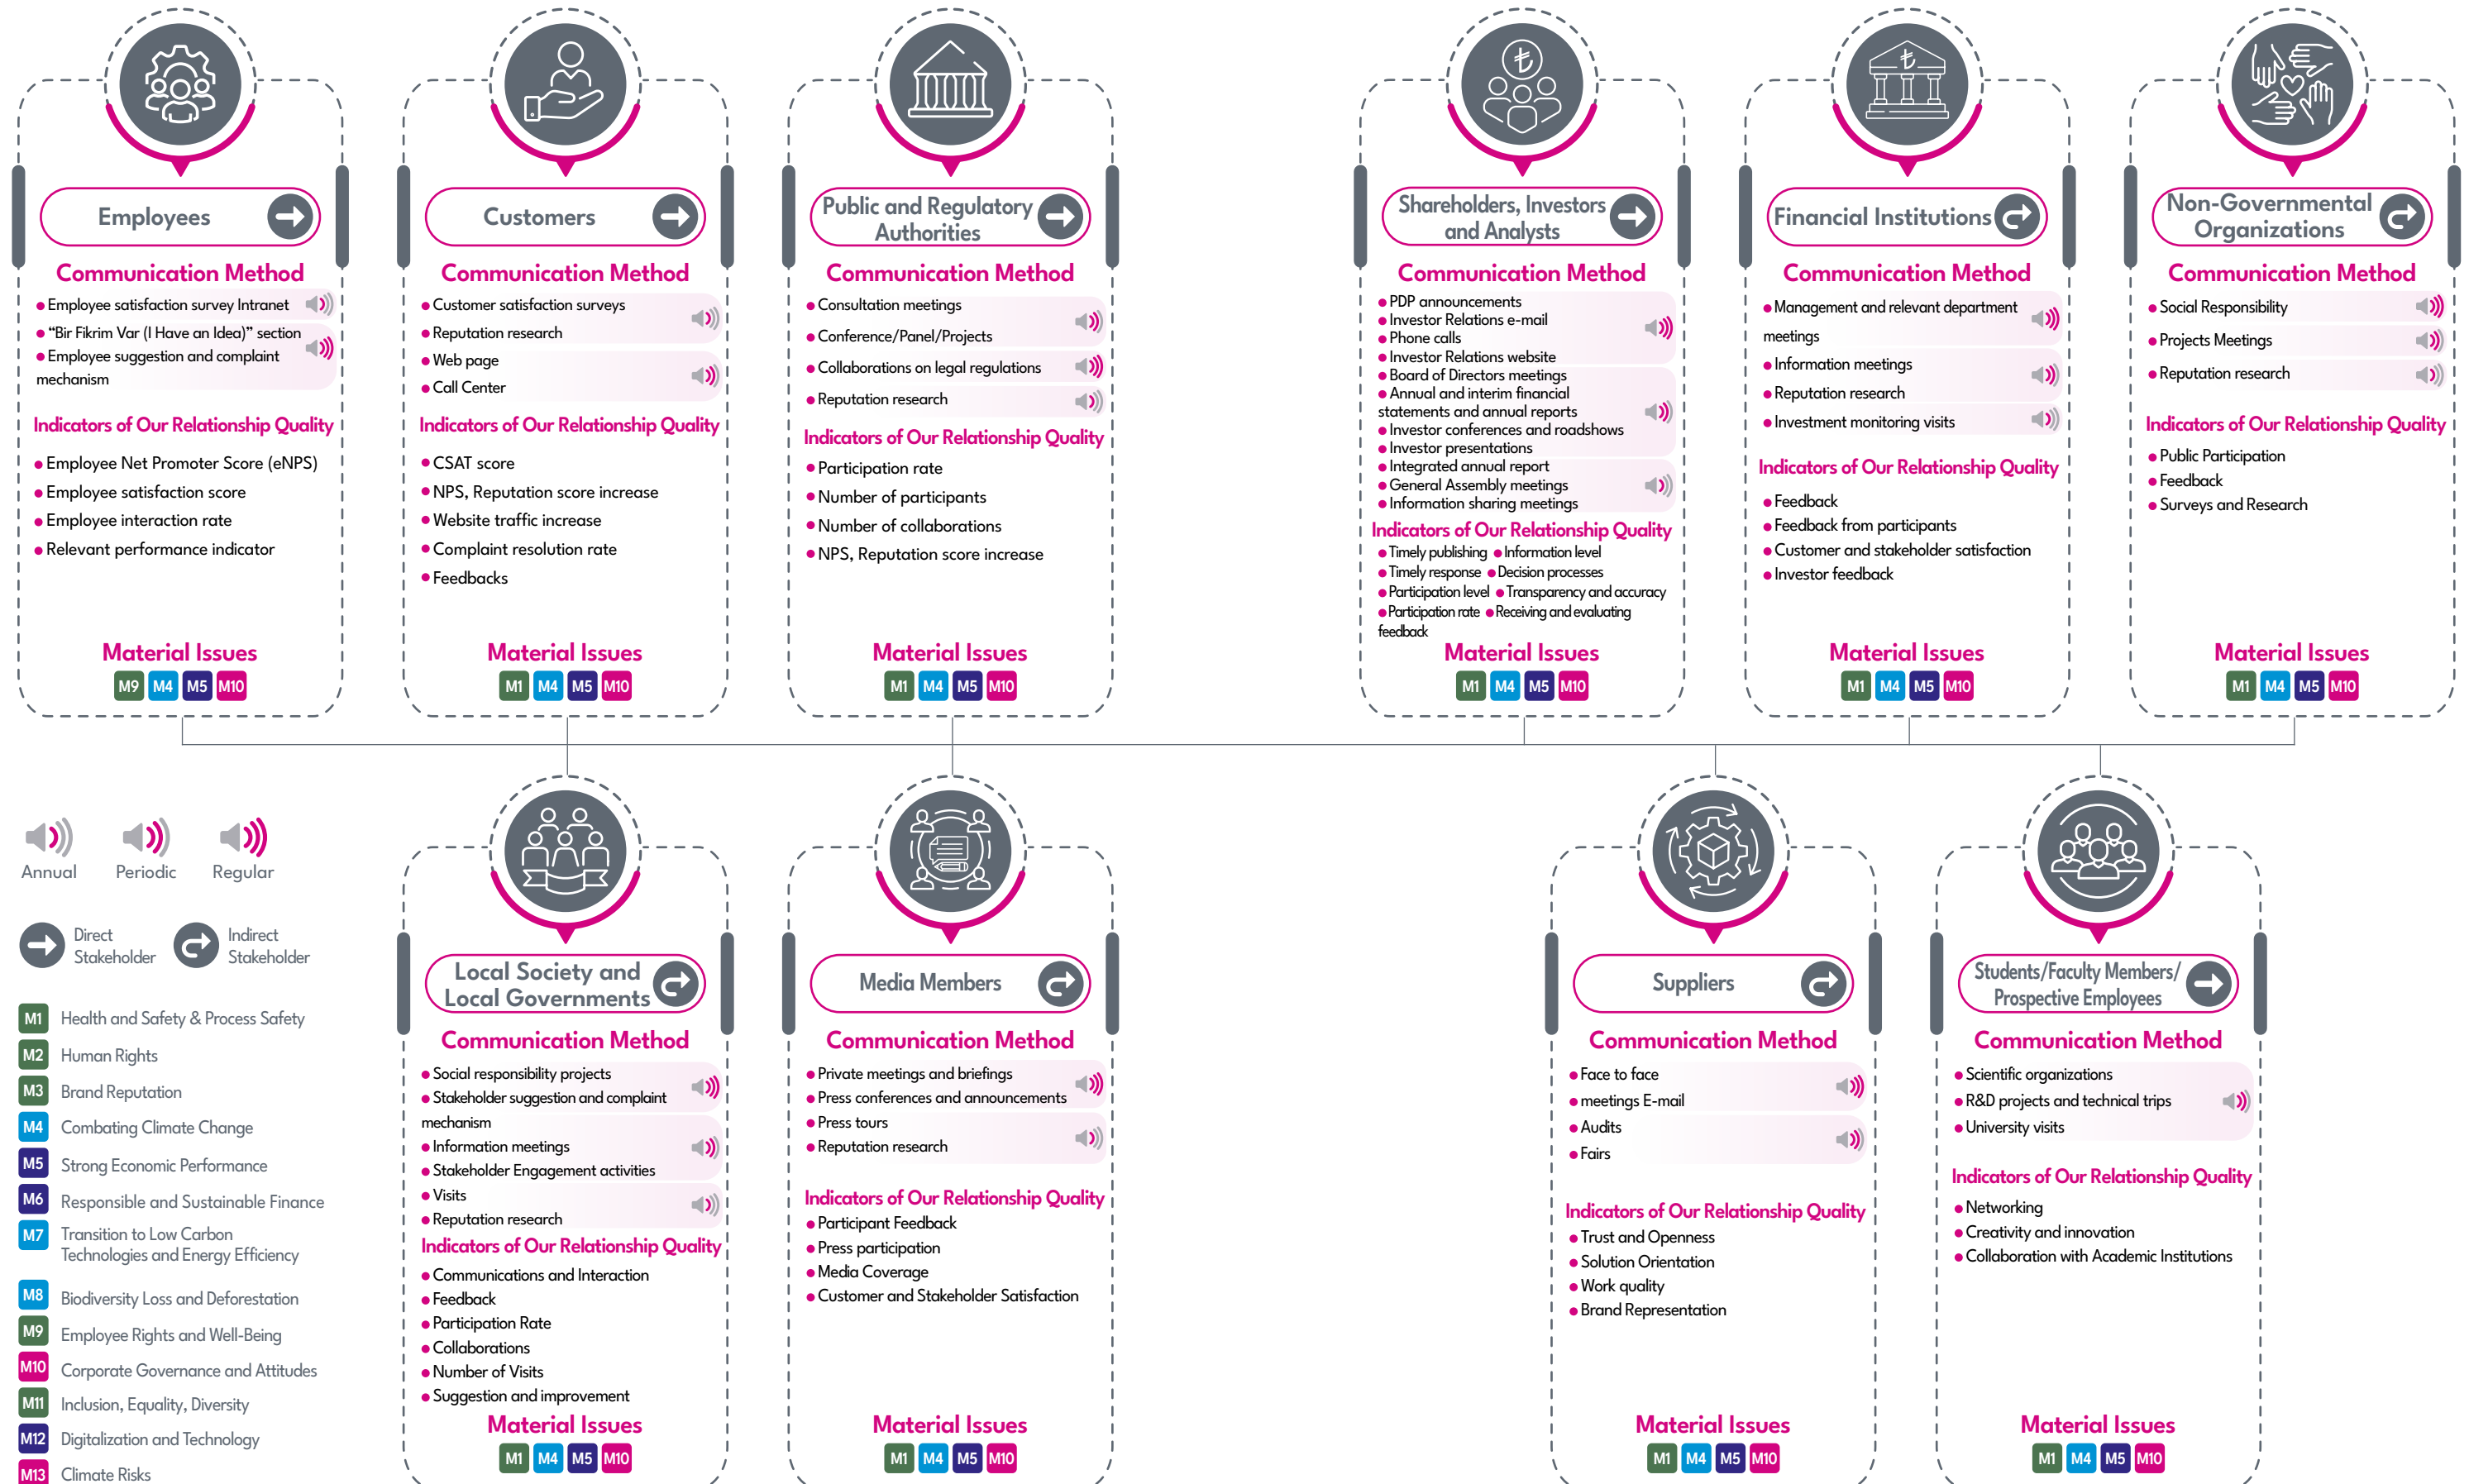 Employees
Communication Method
• Employee satisfaction survey Intranet
• “Bir Fikrim Var (I Have an Idea)” section
• Employee suggestion and complaint
mechanism
Indicators of Our Relationship Quality
• Employee Net Promoter Score (eNPS)
• Employee satisfaction score
• Employee interaction rate
• Relevant performance indicator
Material Issues
M9 M4 M5 M10
Customers
Communication Method
• Customer satisfaction surveys
• Reputation research
• Web page
• Call Center
Indicators of Our Relationship Quality
• CSAT score
• NPS, Reputation score increase
• Website traffic increase
• Complaint resolution rate
• Feedbacks
Material Issues
M1 M4 M5 M10
Public and Regulatory
Authorities
Communication Method
• Consultation meetings
• Conference/Panel/Projects
• Collaborations on legal regulations
• Reputation research
Indicators of Our Relationship Quality
• Participation rate
• Number of participants
• Number of collaborations
• NPS, Reputation score increase
Material Issues
M1 M4 M5 M10
Shareholders, Investors
and Analysts
Communication Method
• PDP announcements
• Investor Relations e-mail
• Phone calls
• Investor Relations website
• Board of Directors meetings
• Annual and interim financial
statements and annual reports
• Investor conferences and roadshows
• Investor presentations
• Integrated annual report
• General Assembly meetings
• Information sharing meetings
Indicators of Our Relationship Quality
• Timely publishing • Information level
• Timely response • Decision processes
• Participation level • Transparency and accuracy
• Participation rate • Receiving and evaluating
feedback
Material Issues
M1 M4 M5 M10
Financial Institutions
Communication Method
• Management and relevant department
meetings
• Information meetings
• Reputation research
• Investment monitoring visits
Indicators of Our Relationship Quality
• Feedback
• Feedback from participants
• Customer and stakeholder satisfaction
• Investor feedback
Material Issues
M1 M4 M5 M10
Non-Governmental
Organizations
Communication Method
• Social Responsibility
• Projects Meetings
• Reputation research
Indicators of Our Relationship Quality
• Public Participation
• Feedback
• Surveys and Research
Material Issues
M1 M4 M5 M10
Annual Periodic Regular
Direct
Stakeholder
Indirect
Stakeholder
M1 Health and Safety & Process Safety
M2 Human Rights
M3 Brand Reputation
M4 Combating Climate Change
M5 Strong Economic Performance
M6 Responsible and Sustainable Finance
M7 Transition to Low Carbon
Technologies and Energy Efficiency
M8 Biodiversity Loss and Deforestation
M9 Employee Rights and Well-Being
M10 Corporate Governance and Attitudes
M11 Inclusion, Equality, Diversity
M12 Digitalization and Technology
M13 Climate Risks
Local Society and
Local Governments
Communication Method
• Social responsibility projects
• Stakeholder suggestion and complaint
mechanism
• Information meetings
• Stakeholder Engagement activities
• Visits
• Reputation research
Indicators of Our Relationship Quality
• Communications and Interaction
• Feedback
• Participation Rate
• Collaborations
• Number of Visits
• Suggestion and improvement
Material Issues
M1 M4 M5 M10
Media Members
Communication Method
• Private meetings and briefings
• Press conferences and announcements
• Press tours
• Reputation research
Indicators of Our Relationship Quality
• Participant Feedback
• Press participation
• Media Coverage
• Customer and Stakeholder Satisfaction
Material Issues
M1 M4 M5 M10
Suppliers
Communication Method
• Face to face
• meetings E-mail
• Audits
• Fairs
Indicators of Our Relationship Quality
• Trust and Openness
• Solution Orientation
• Work quality
• Brand Representation
Material Issues
M1 M4 M5 M10
Students/Faculty Members/
Prospective Employees
Communication Method
• Scientific organizations
• R&D projects and technical trips
• University visits
Indicators of Our Relationship Quality
• Networking
• Creativity and innovation
• Collaboration with Academic Institutions
Material Issues
M1 M4 M5 M10